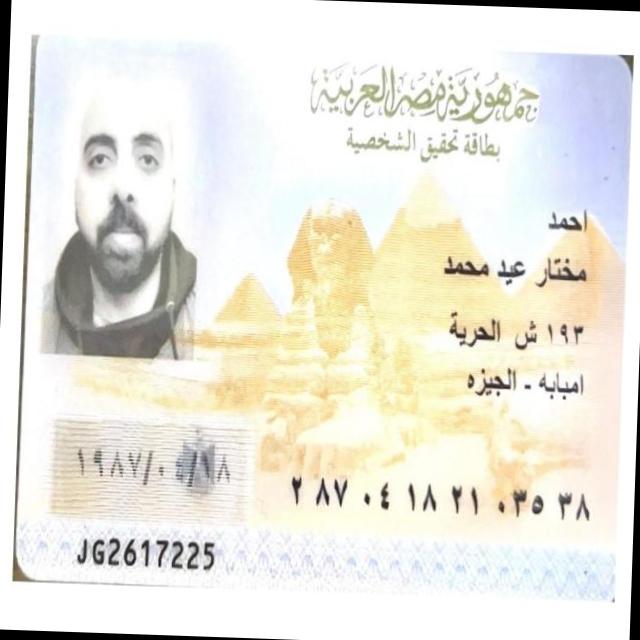 جمهورية مصر العربية
بطاقة تحقيق الشخصية
احمد
مختار عيد محمد
١٩٣ ش الحرية
امبابه - الجيزه
٢ ٨٧ ٠٤ ١٨ ٢١ ٠٣٥ ٣٨
١٩٨٧/٠٤/١٨
JG2617225